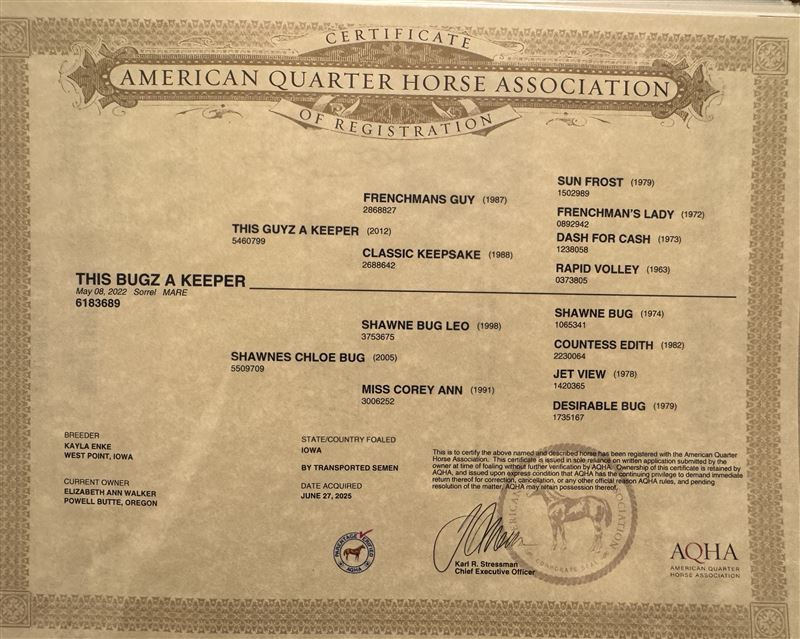 CERTIFICATE
AMERICAN QUARTER HORSE ASSOCIATION
OF REGISTRATION
SUN FROST (1979)
1502989
FRENCHMANS GUY (1987)
2868827
FRENCHMAN'S LADY (1972)
0892942
THIS GUYZ A KEEPER (2012)
5460799
DASH FOR CASH (1973)
1238058
CLASSIC KEEPSAKE (1988)
2688642
RAPID VOLLEY (1963)
0373805
THIS BUGZ A KEEPER
May 08, 2022 Sorrel MARE
6183689
SHAWNE BUG (1974)
1065341
SHAWNE BUG LEO (1998)
3753675
COUNTESS EDITH (1982)
2230064
SHAWNES CHLOE BUG (2005)
5509709
JET VIEW (1978)
1420365
MISS COREY ANN (1991)
3006252
DESIRABLE BUG (1979)
1735167
BREEDER
KAYLA ENKE
WEST POINT, IOWA
CURRENT OWNER
ELIZABETH ANN WALKER
POWELL BUTTE, OREGON
STATE/COUNTRY FOALED
IOWA
BY TRANSPORTED SEMEN
DATE ACQUIRED
JUNE 27, 2025
This is to certify the above named and described horse has been registered with the American Quarter
Horse Association. This certificate is issued in sole reliance on written application submitted by the
owner at time of foaling without further verification by AQHA. Ownership of this certificate is retained by
AQHA, and issued upon express condition that AQHA has the continuing privilege to demand immediate
return thereof for correction, cancellation, or any other official reason AQHA rules, and pending
resolution of the matter, AQHA may retain possession thereof.
PARENTAGE VERIFIED
AQHA
Karl R. Stressman
Chief Executive Officer
CORPORATE SEAL
AQHA
AMERICAN QUARTER
HORSE ASSOCIATION